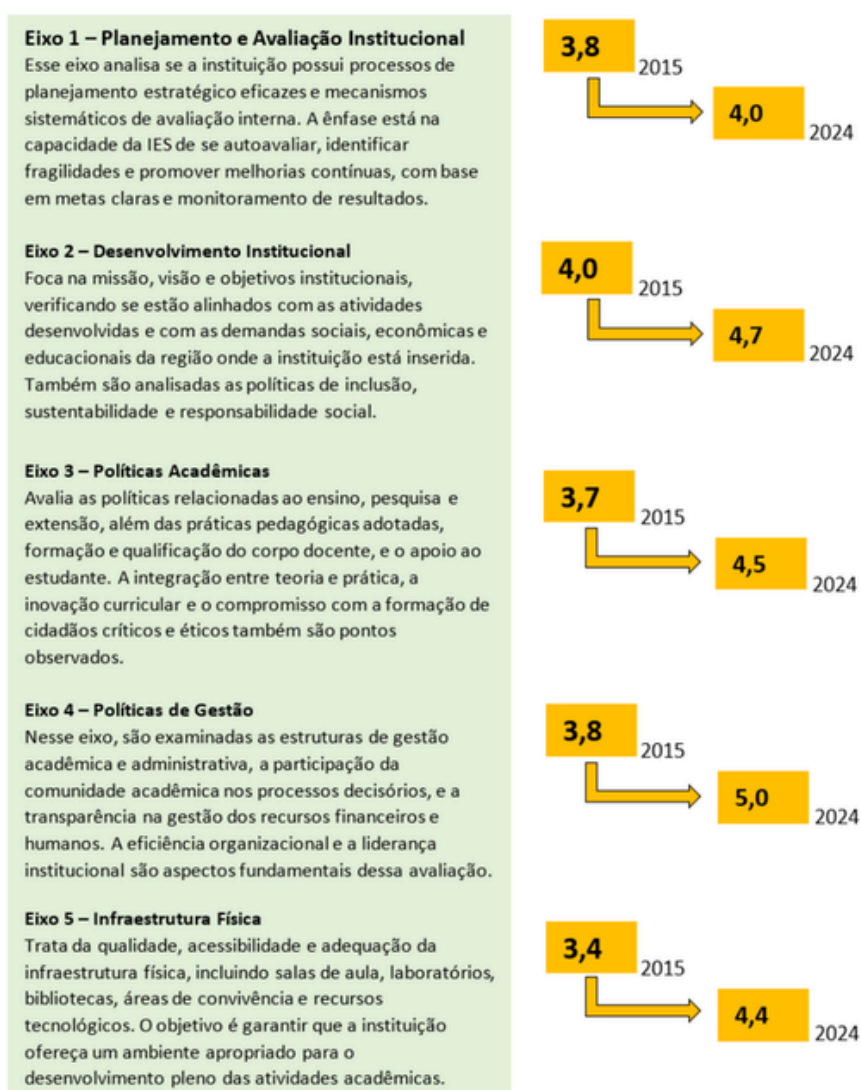 Eixo 1 – Planejamento e Avaliação Institucional
Esse eixo analisa se a instituição possui processos de
planejamento estratégico eficazes e mecanismos
sistemáticos de avaliação interna. A ênfase está na
capacidade da IES de se autoavaliar, identificar
fragilidades e promover melhorias contínuas, com base
em metas claras e monitoramento de resultados.
3,8
2015
4,0
2024
Eixo 2 – Desenvolvimento Institucional
Foca na missão, visão e objetivos institucionais,
verificando se estão alinhados com as atividades
desenvolvidas e com as demandas sociais, econômicas e
educacionais da região onde a instituição está inserida.
Também são analisadas as políticas de inclusão,
sustentabilidade e responsabilidade social.
4,0
2015
4,7
2024
Eixo 3 – Políticas Acadêmicas
Avalia as políticas relacionadas ao ensino, pesquisa e
extensão, além das práticas pedagógicas adotadas,
formação e qualificação do corpo docente, e o apoio ao
estudante. A integração entre teoria e prática, a
inovação curricular e o compromisso com a formação de
cidadãos críticos e éticos também são pontos
observados.
3,7
2015
4,5
2024
Eixo 4 – Políticas de Gestão
Nesse eixo, são examinadas as estruturas de gestão
acadêmica e administrativa, a participação da
comunidade acadêmica nos processos decisórios, e a
transparência na gestão dos recursos financeiros e
humanos. A eficiência organizacional e a liderança
institucional são aspectos fundamentais dessa avaliação.
3,8
2015
5,0
2024
Eixo 5 – Infraestrutura Física
Trata da qualidade, acessibilidade e adequação da
infraestrutura física, incluindo salas de aula, laboratórios,
bibliotecas, áreas de convivência e recursos
tecnológicos. O objetivo é garantir que a instituição
ofereça um ambiente apropriado para o
desenvolvimento pleno das atividades acadêmicas.
3,4
2015
4,4
2024